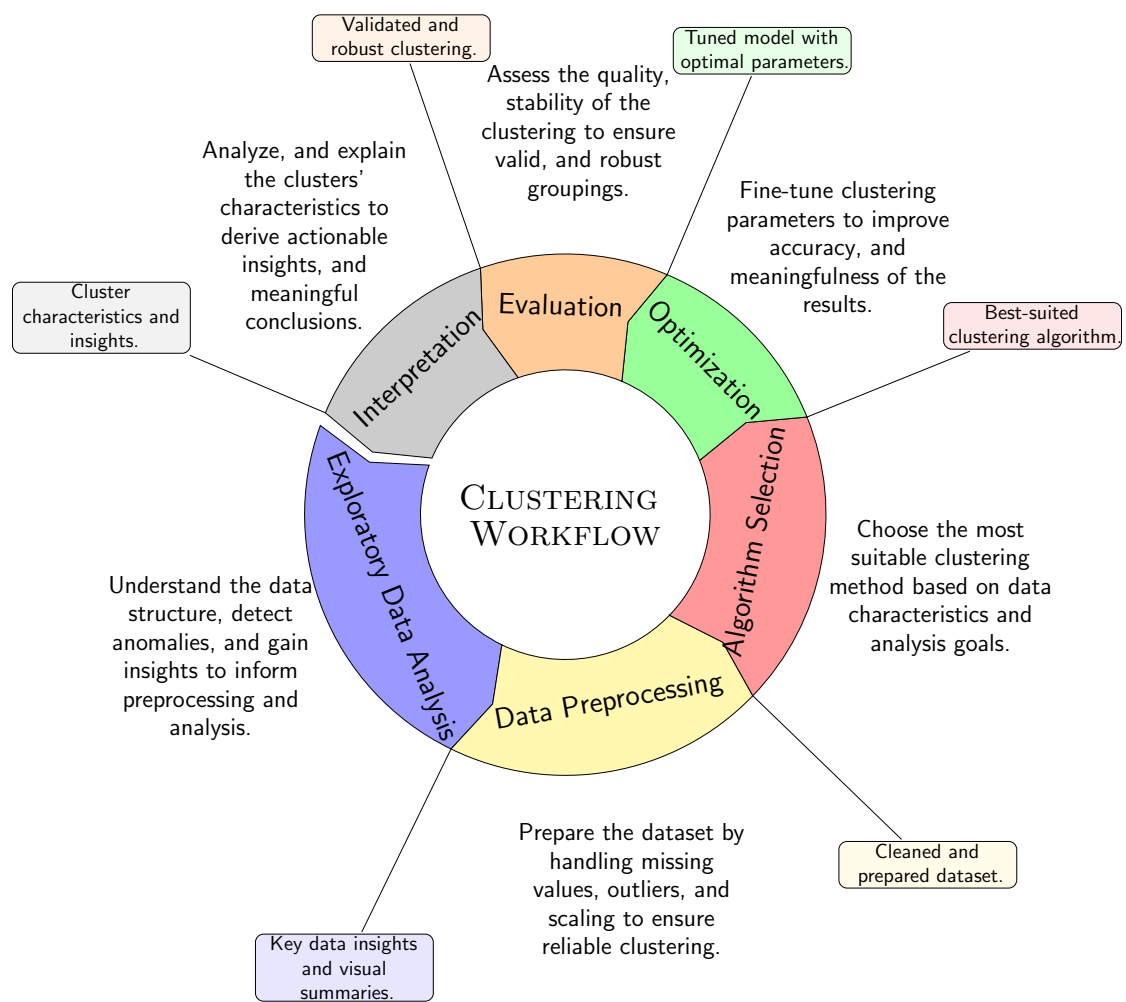 Validated and
robust clustering.
Tuned model with
optimal parameters.
Assess the quality,
stability of the
clustering to ensure
valid, and robust
groupings.
Analyze, and explain
the clusters’
characteristics to
derive actionable
insights, and
meaningful
conclusions.
Fine-tune clustering
parameters to improve
accuracy, and
meaningfulness of the
results.
Cluster
characteristics and
insights.
Best-suited
clustering algorithm.
Evaluation
Optimization
Interpretation
Algorithm Selection
Exploratory Data Analysis
Data Preprocessing
Clustering
Workflow
Choose the most
suitable clustering
method based on data
characteristics and
analysis goals.
Understand the data
structure, detect
anomalies, and gain
insights to inform
preprocessing and
analysis.
Prepare the dataset by
handling missing
values, outliers, and
scaling to ensure
reliable clustering.
Cleaned and
prepared dataset.
Key data insights
and visual
summaries.